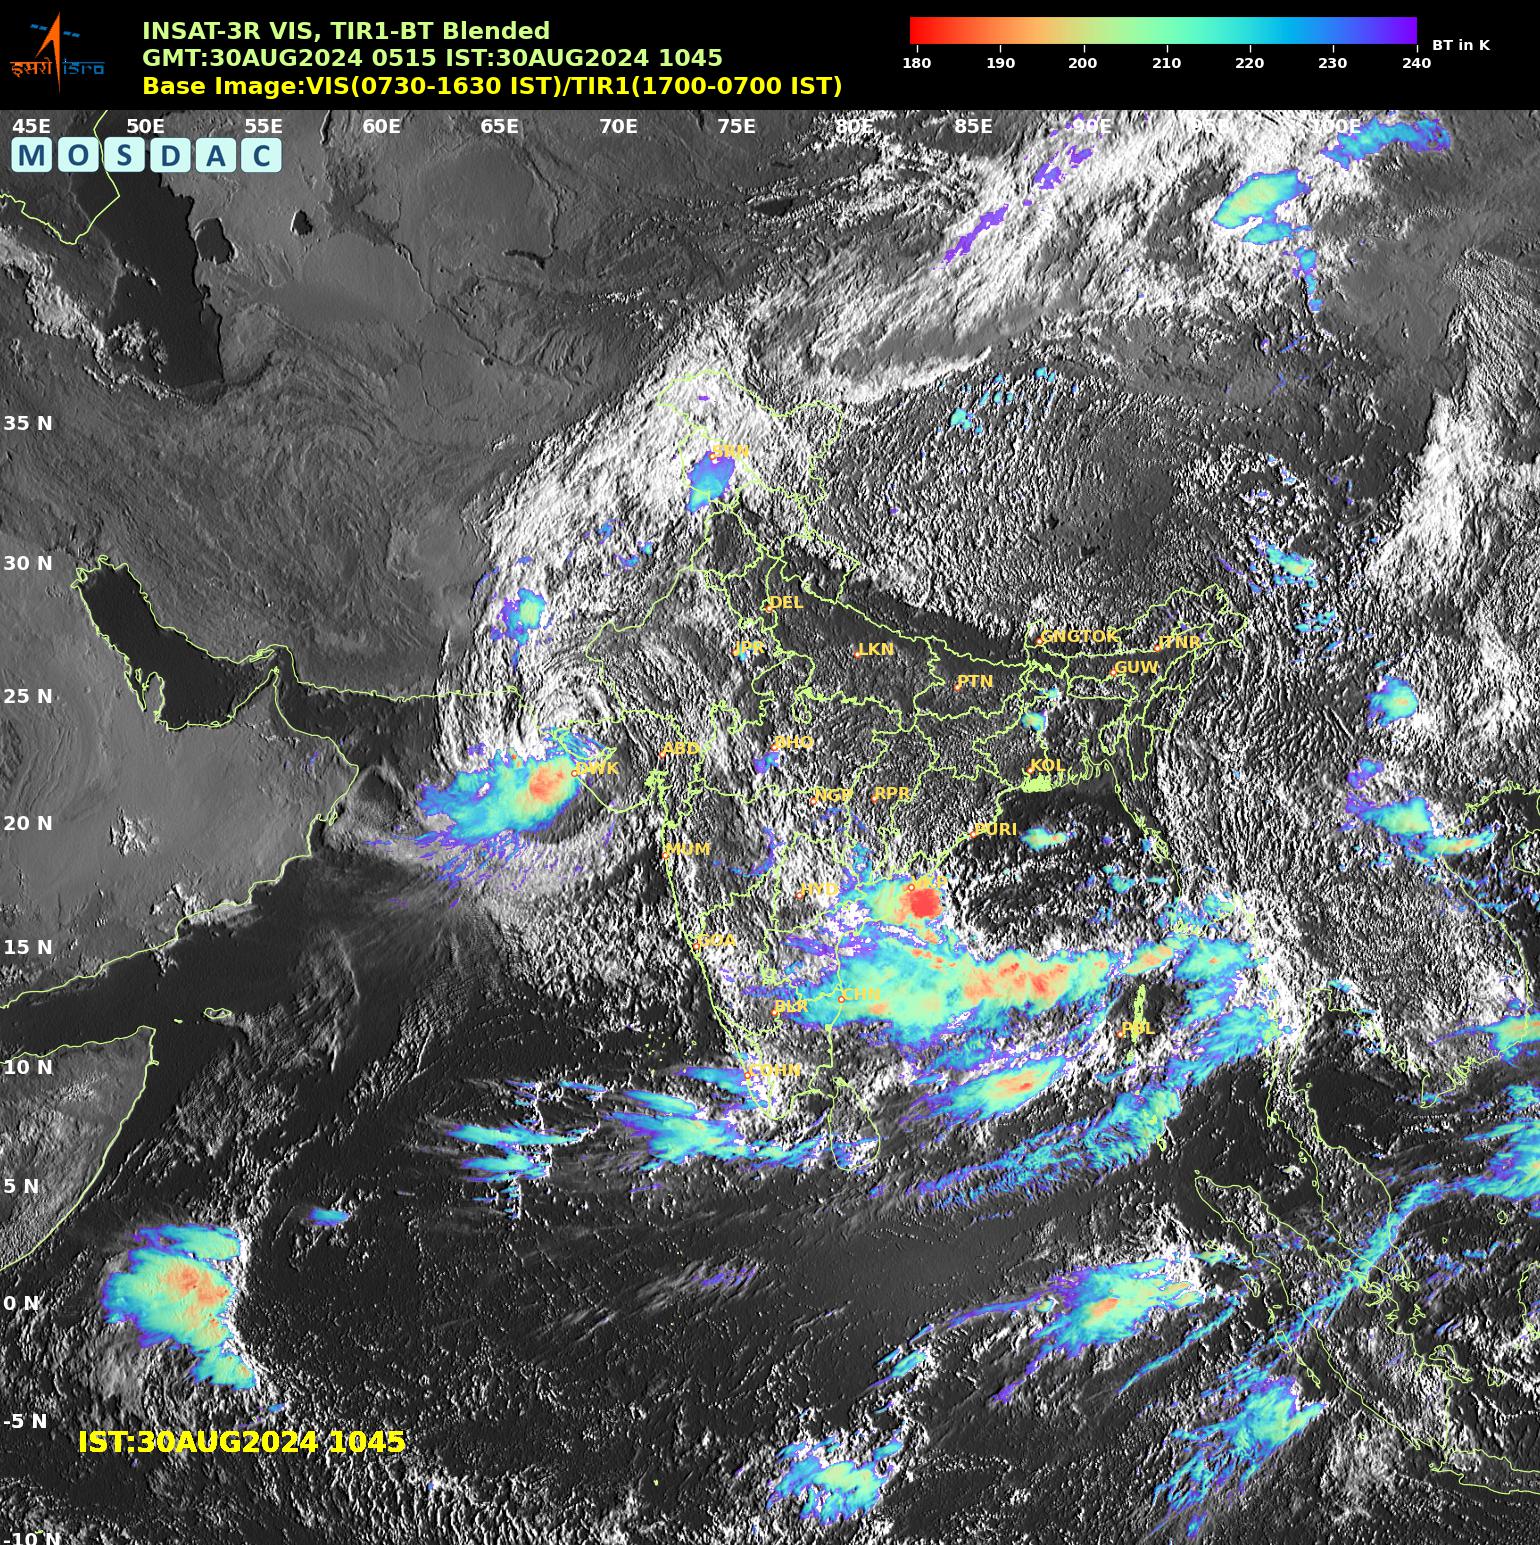 INSAT-3R VIS, TIR1-BT Blended
GMT:30AUG2024 0515 IST:30AUG2024 1045
Base Image:VIS(0730-1630 IST)/TIR1(1700-0700 IST)
BT in K
180 190 200 210 220 230 240
इसरो isro
45E 50E 55E 60E 65E 70E 75E 80E 85E 90E 95E 100E
M O S D A C
35 N
SRN
30 N
DEL
JPR LKN GNGTOK ITNR
GUW
PTN
25 N
ABD BHO
DWK KOL
NGP RPR
20 N
PURI
MUM
HYD
15 N
GOA
CHN
BLR
PBL
10 N
COHN
5 N
0 N
-5 N
IST:30AUG2024 1045
-10 N